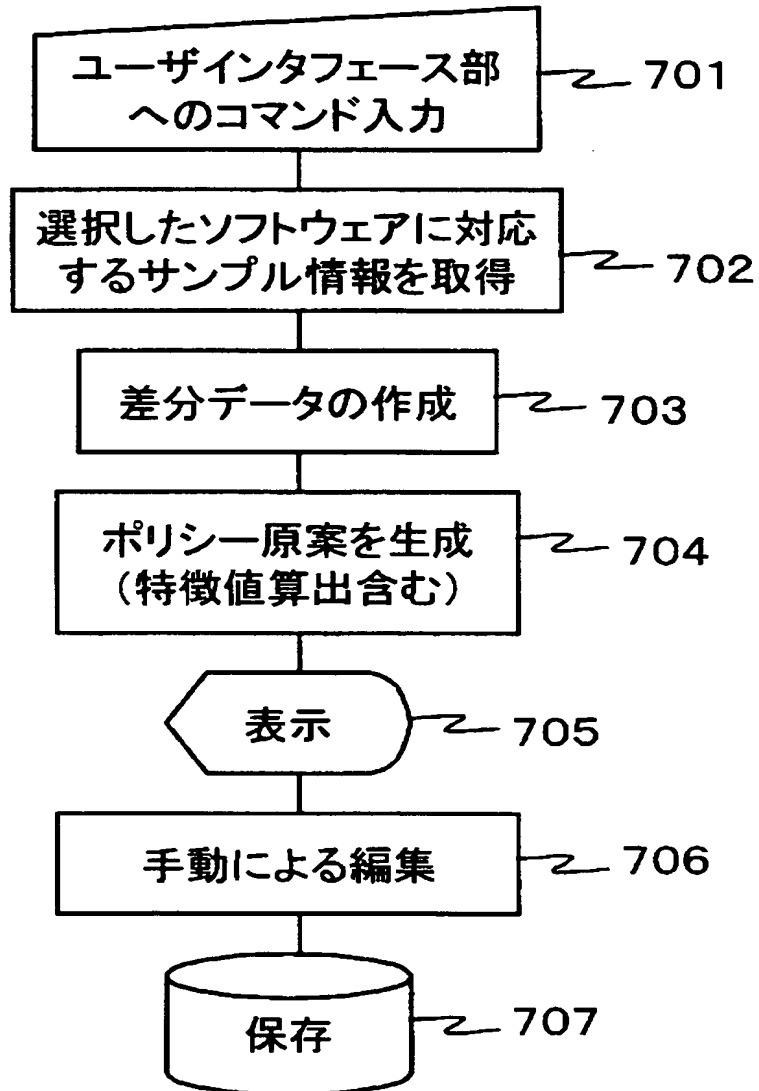 ユーザインタフェース部
へのコマンド入力
701
選択したソフトウェアに対応
するサンプル情報を取得
702
差分データの作成
703
ポリシー原案を生成
(特徴値算出含む)
704
表示
705
手動による編集
706
保存
707